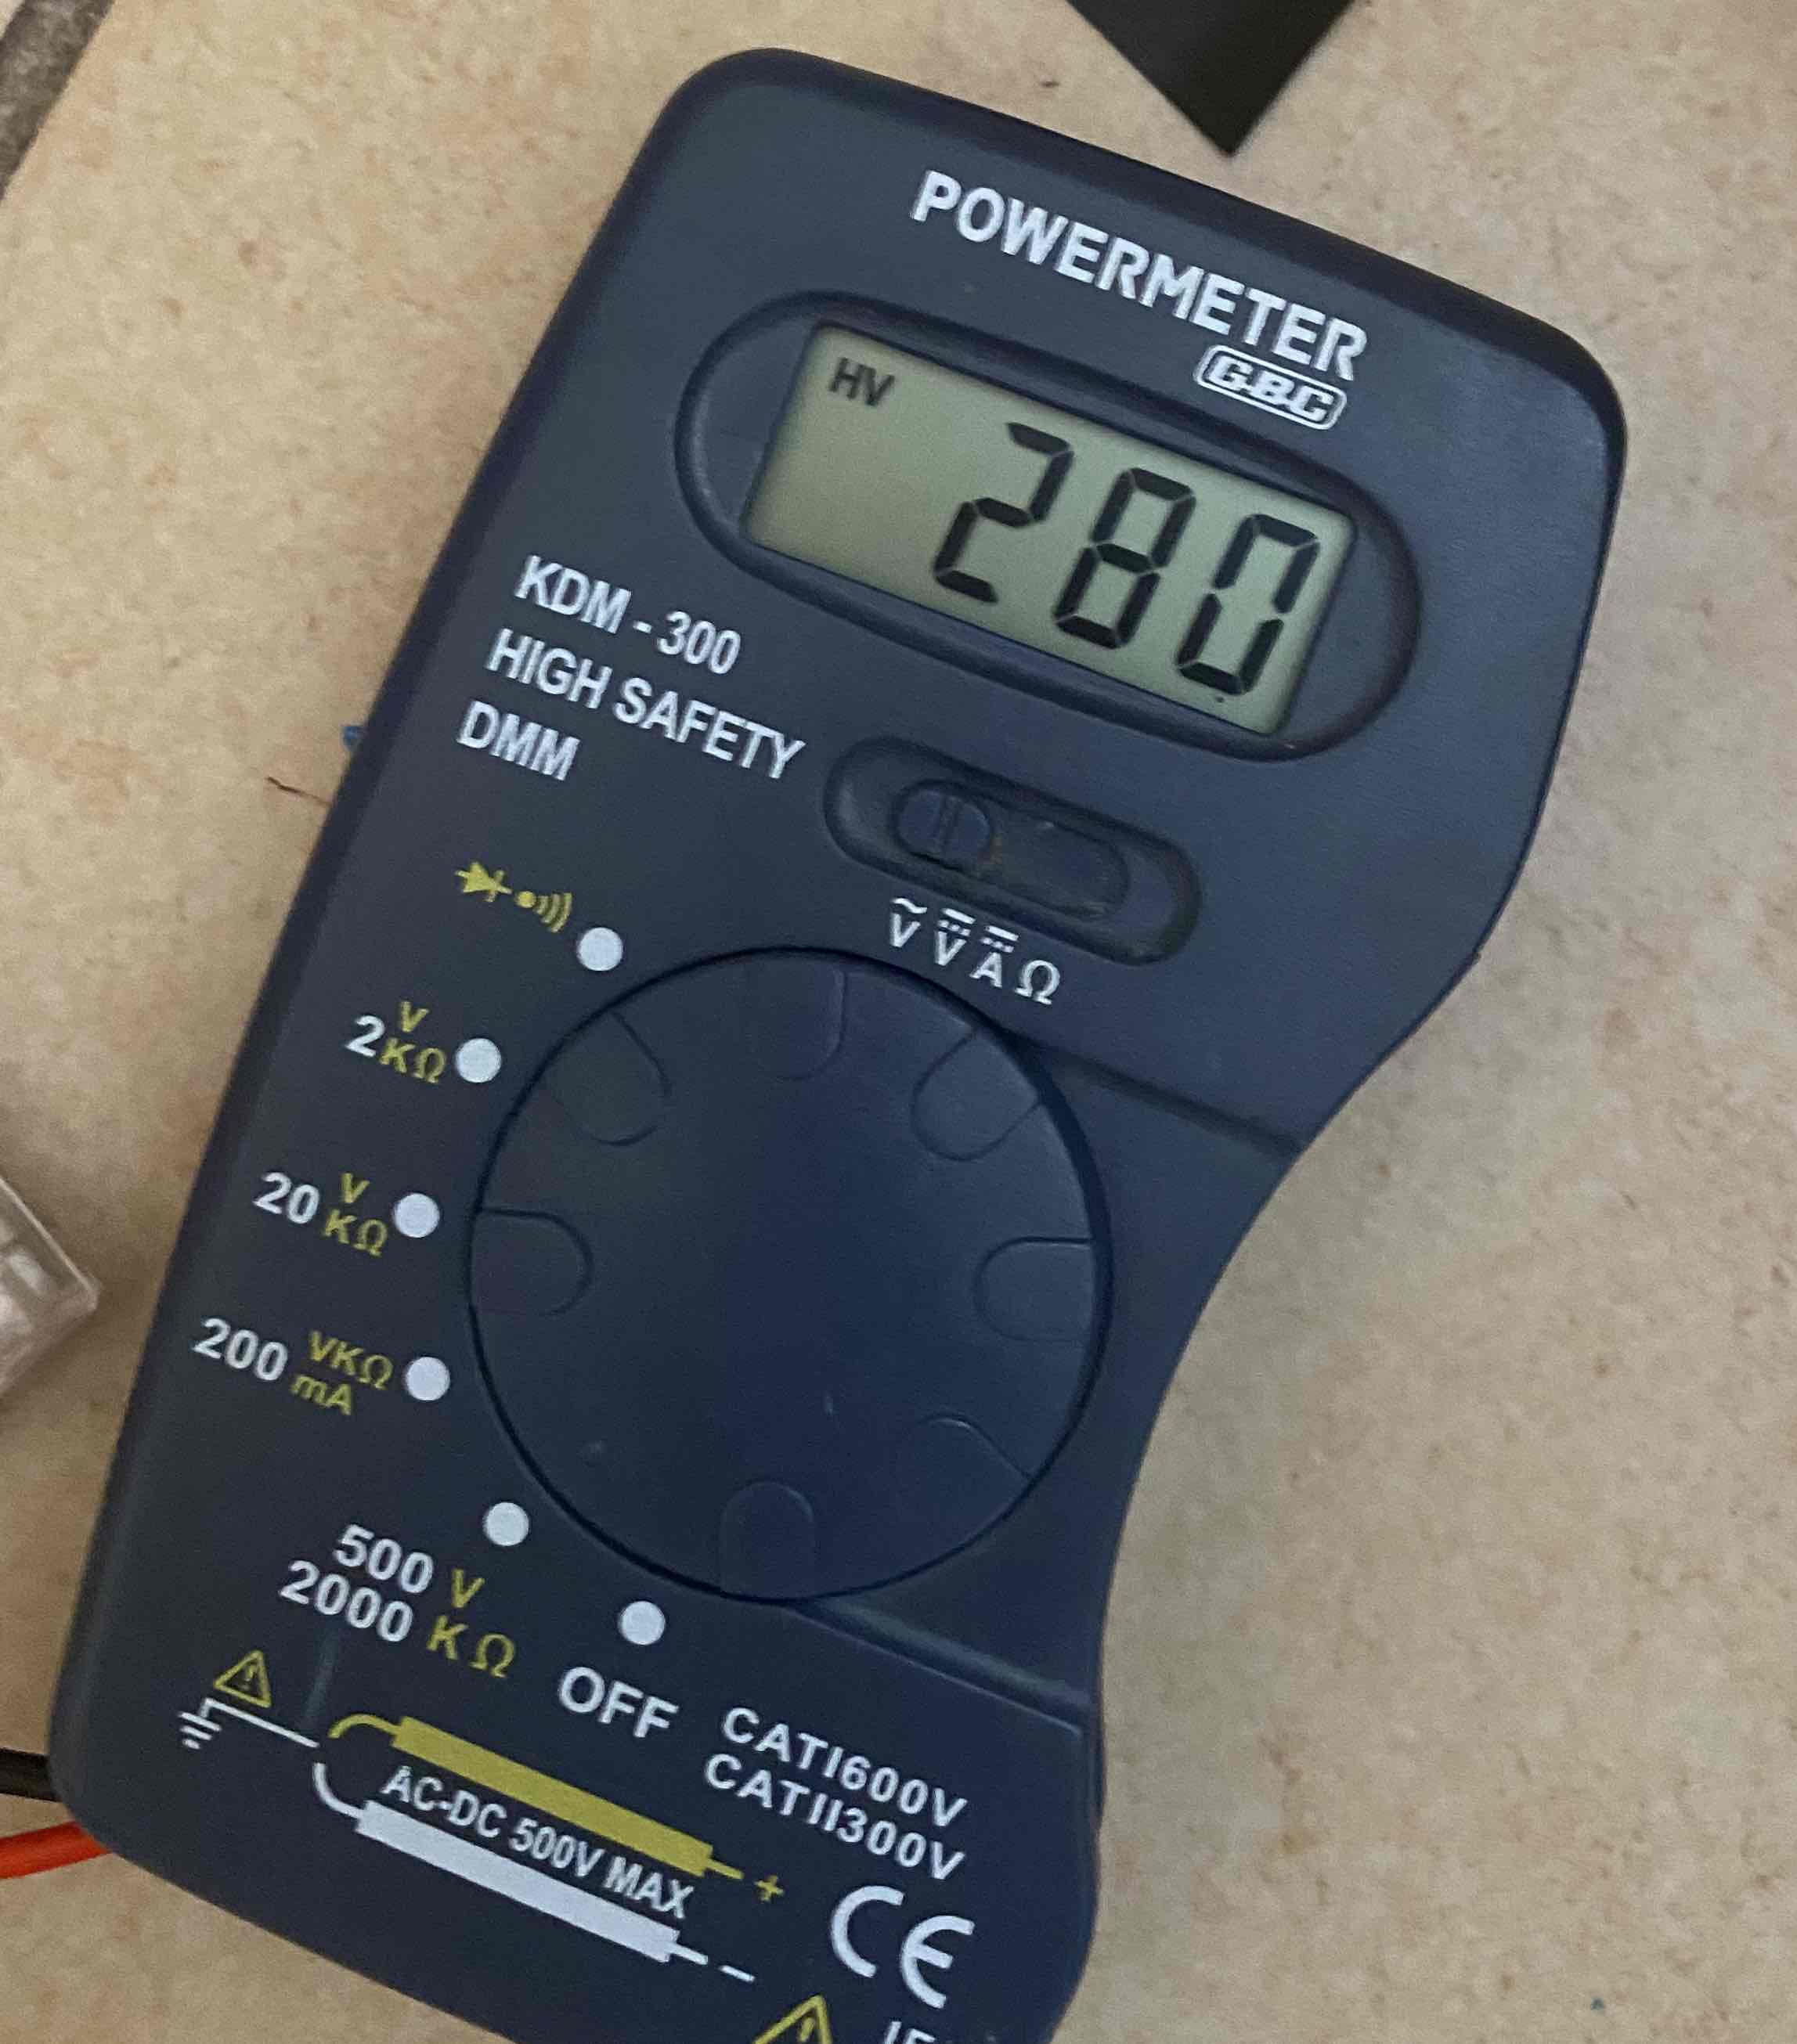 POWERMETER
G.B.C
HV
280
KDM - 300
HIGH SAFETY
DMM
V V A Ω
2 V KΩ
20 V KΩ
200 VKΩ mA
500 V
2000 KΩ
OFF
CATI600V
CATII300V
AC-DC 500V MAX
+
−
CE